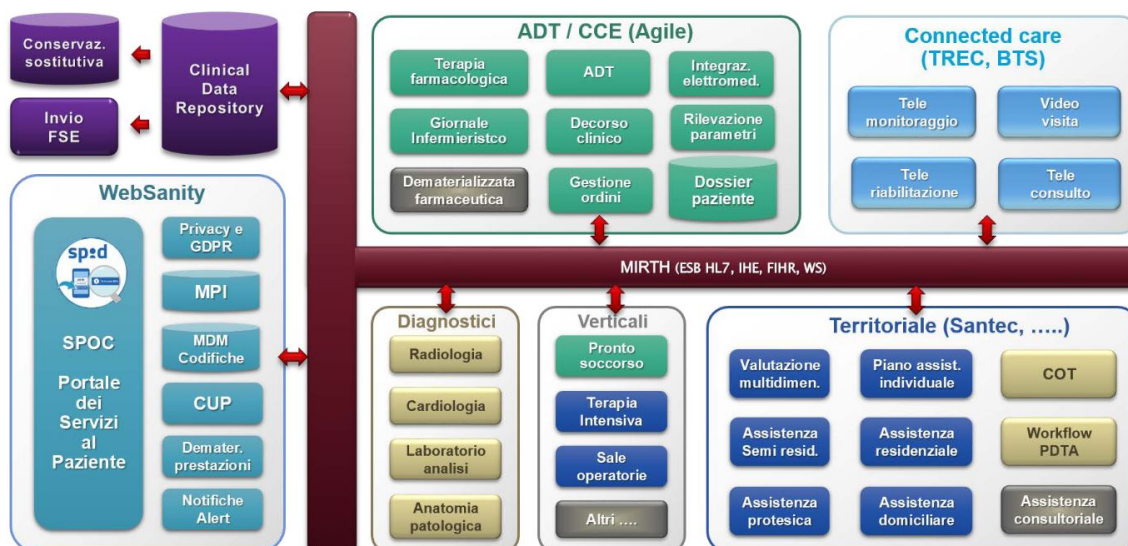 Conservaz.
sostitutiva
Invio
FSE
Clinical
Data
Repository
WebSanity
spid
SPOC
Portale
dei
Servizi
al
Paziente
Privacy e
GDPR
MPI
MDM
Codifiche
CUP
Demater.
prestazioni
Notifiche
Alert
ADT / CCE (Agile)
Terapia
farmacologica
ADT
Integraz.
elettromed.
Giornale
Infermieristco
Decorso
clinico
Rilevazione
parametri
Dematerializzata
farmaceutica
Gestione
ordini
Dossier
paziente
Connected care
(TREC, BTS)
Tele
monitoraggio
Video
visita
Tele
riabilitazione
Tele
consulto
MIRTH (ESB HL7, IHE, FIHR, WS)
Diagnostici
Radiologia
Cardiologia
Laboratorio
analisi
Anatomia
patologica
Verticali
Pronto
soccorso
Terapia
Intensiva
Sale
operatorie
Altri ....
Territoriale (Santec, .....)
Valutazione
multidimen.
Piano assist.
individuale
COT
Assistenza
Semi resid.
Assistenza
residenziale
Workflow
PDTA
Assistenza
protesica
Assistenza
domiciliare
Assistenza
consultoriale